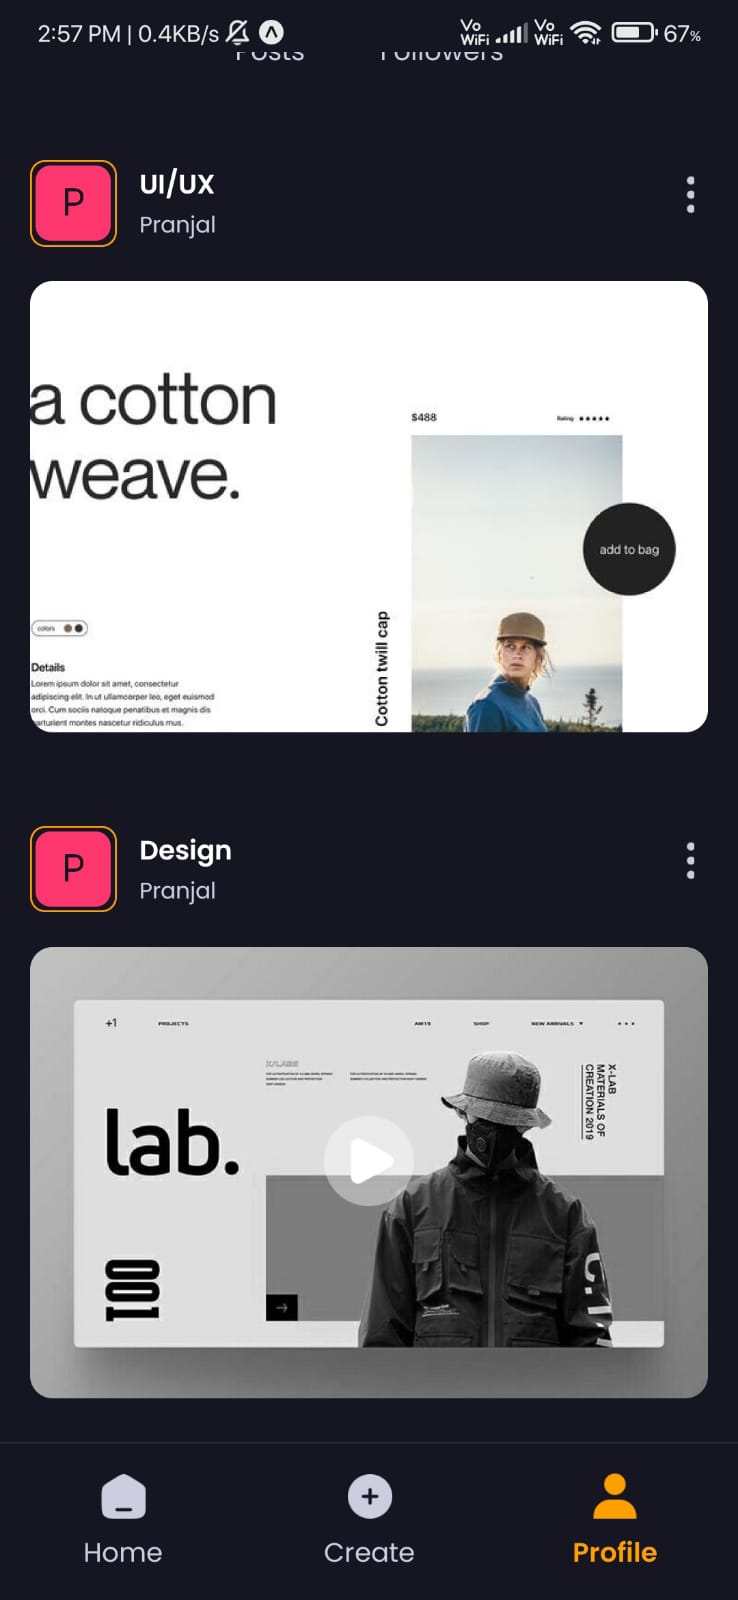 2:57 PM | 0.4KB/s
Vo WiFi Vo WiFi 67%
Posts Followers
P
UI/UX
Pranjal
a cotton
weave.
$488
Rating
add to bag
colors
Cotton twill cap
Details
Lorem ipsum dolor sit amet, consectetur
adipiscing elit. In ut ullamcorper leo, eget euismod
orci. Cum sociis natoque penatibus et magnis dis
parturient montes nascetur ridiculus mus.
P
Design
Pranjal
+1 PROJECTS AW19 SHOP NEW ARRIVALS
X/LABS
X-LAB
MATERIALS OF
CREATION 2019
lab.
100
C.P.
Home Create Profile